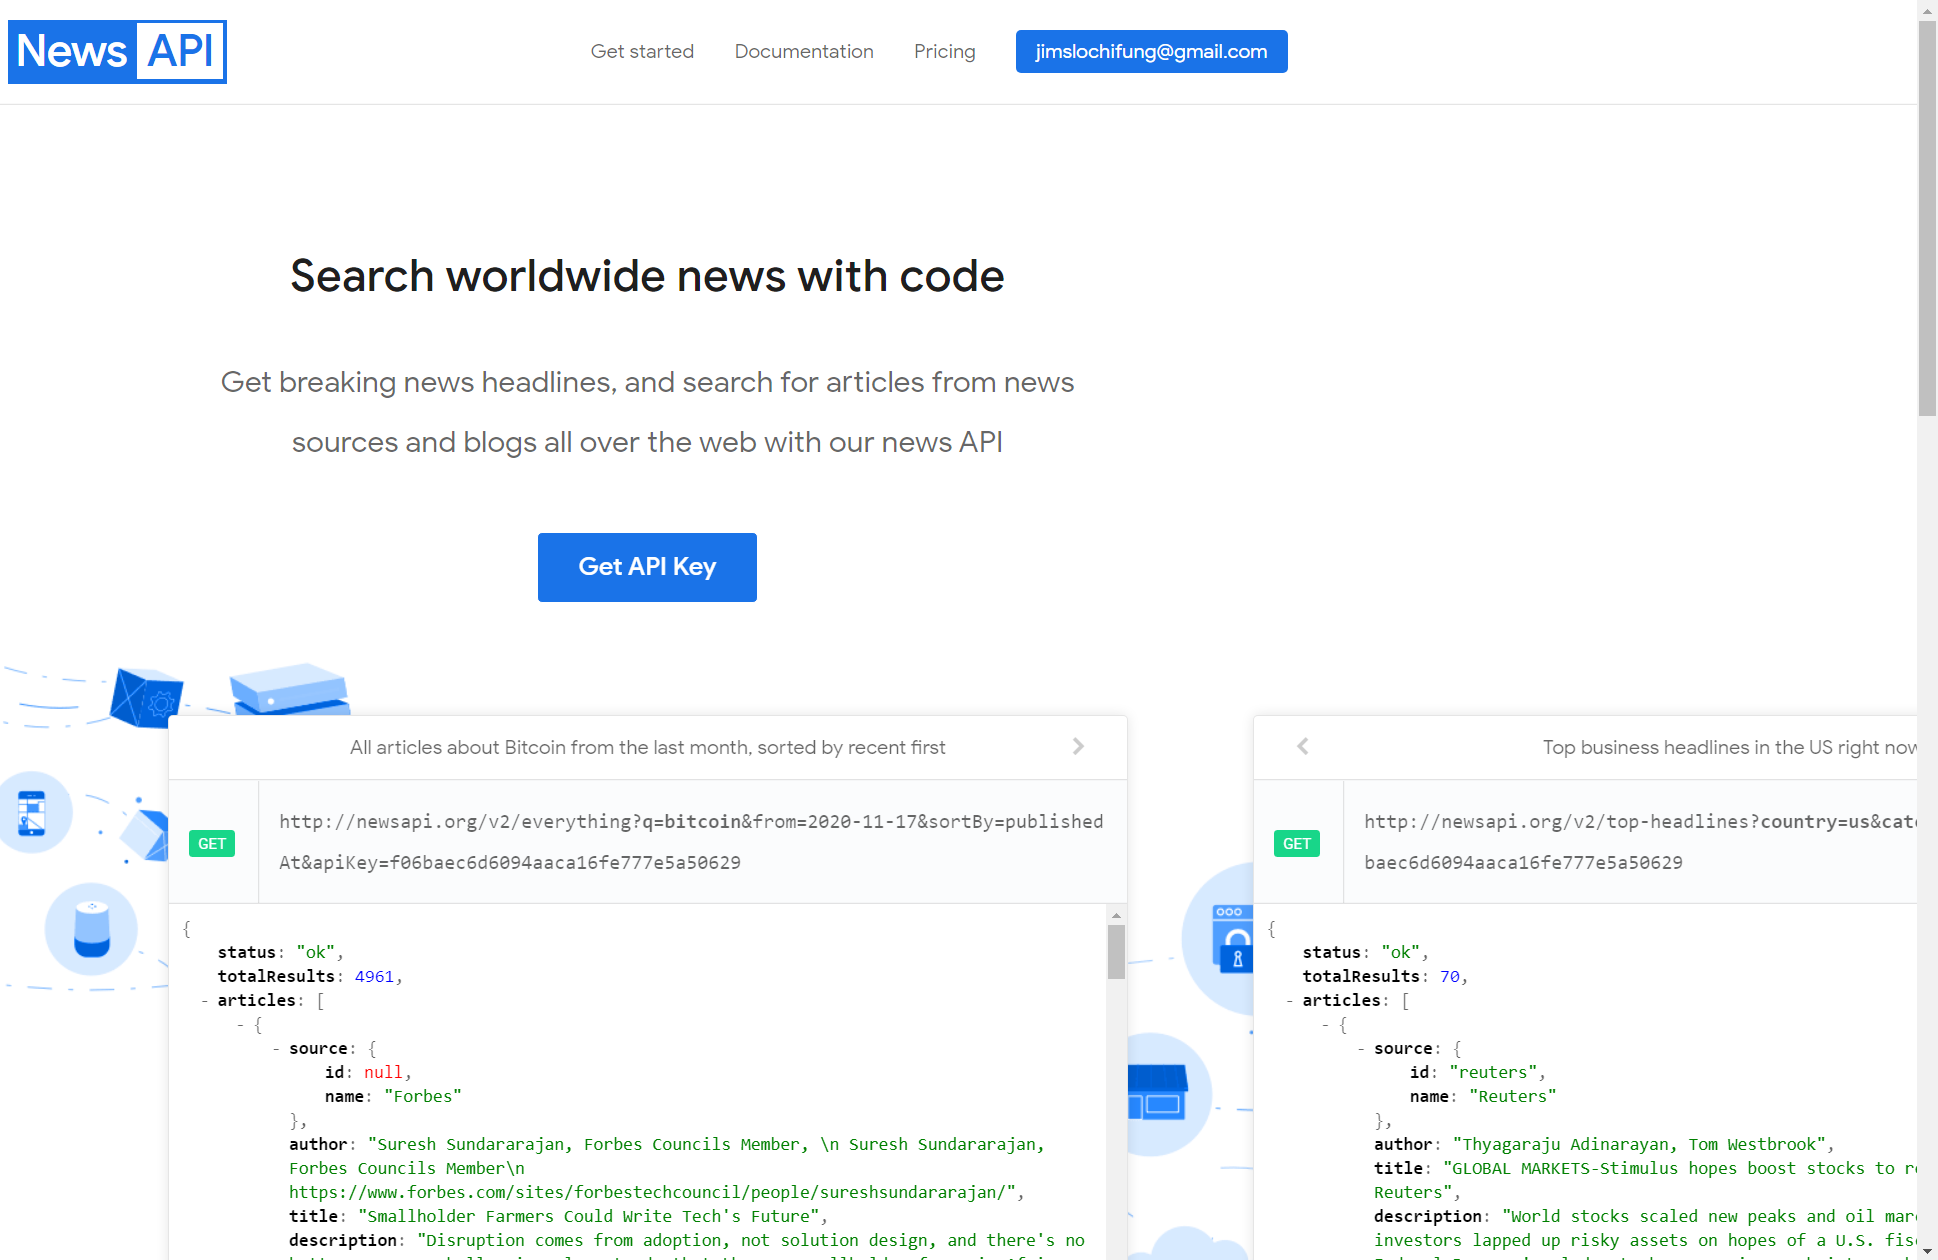 News API
Get started Documentation Pricing jimslochifung@gmail.com
Search worldwide news with code
Get breaking news headlines, and search for articles from news
sources and blogs all over the web with our news API
Get API Key
All articles about Bitcoin from the last month, sorted by recent first
GET
http://newsapi.org/v2/everything?q=bitcoin&from=2020-11-17&sortBy=published
At&apiKey=f06baec6d6094aaca16fe777e5a50629
{
status: "ok",
totalResults: 4961,
- articles: [
- {
- source: {
id: null,
name: "Forbes"
},
author: "Suresh Sundararajan, Forbes Councils Member, \n Suresh Sundararajan,
Forbes Councils Member\n
https://www.forbes.com/sites/forbestechcouncil/people/sureshsundararajan/",
title: "Smallholder Farmers Could Write Tech's Future",
description: "Disruption comes from adoption, not solution design, and there's no
Top business headlines in the US right now
GET
http://newsapi.org/v2/top-headlines?country=us&cat
baec6d6094aaca16fe777e5a50629
{
status: "ok",
totalResults: 70,
- articles: [
- {
- source: {
id: "reuters",
name: "Reuters"
},
author: "Thyagaraju Adinarayan, Tom Westbrook",
title: "GLOBAL MARKETS-Stimulus hopes boost stocks to
Reuters",
description: "World stocks scaled new peaks and oil
investors lapped up risky assets on hopes of a U.S.